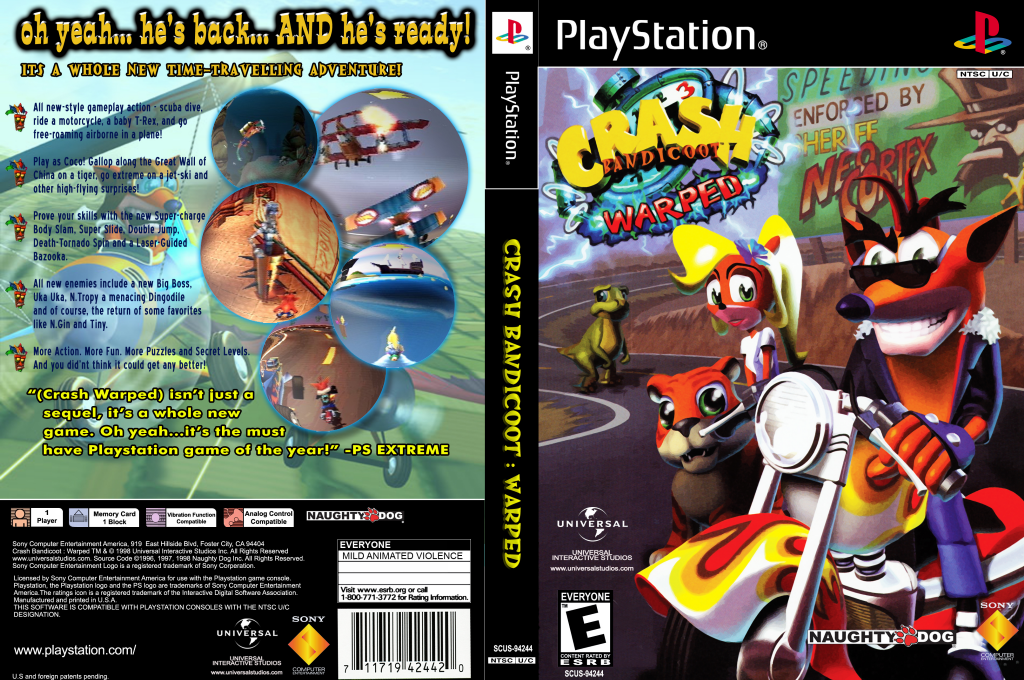 oh yeah... he's back... AND he's ready!
IT'S A WHOLE NEW TIME-TRAVELLING ADVENTURE!
All new-style gameplay action - scuba dive,
ride a motorcycle, a baby T-Rex, and go
free-roaming airborne in a plane!
Play as Coco! Gallop along the Great Wall of
China on a tiger, go extreme on a jet-ski and
other high-flying surprises!
Prove your skills with the new Super-charge
Body Slam, Super Slide, Double Jump,
Death-Tornado Spin and a Laser-Guided
Bazooka.
All new enemies include a new Big Boss,
Uka Uka, N.Tropy a menacing Dingodile
and of course, the return of some favorites
like N.Gin and Tiny.
More Action. More Fun. More Puzzles and Secret Levels.
And you did'nt think it could get any better!
"(Crash Warped) isn't just a
sequel, it's a whole new
game. Oh yeah...it's the must
have Playstation game of the year!" -PS EXTREME
1
Player
Memory Card
1 Block
Vibration Function
Compatible
Analog Control
Compatible
NAUGHTY DOG
Sony Computer Entertainment America, 919 East Hillside Blvd, Foster City, CA 94404
Crash Bandicoot : Warped TM & © 1998 Universal Interactive Studios Inc. All Rights Reserved
www.universalstudios.com. Source Code ©1996, 1997. 1998 Naughty Dog Inc. All Rights Reserved.
Sony Computer Entertainment Logo is a registered trademark of Sony Corperation.
Licensed by Sony Computer Entertainment America for use with the Playstation game console.
Playstation, the Playstation logo and the PS logo are trademarks of Sony Computer Entertainment
America.The ratings icon is a registered trademark of the Interactive Digital Software Association.
Manufactured and printed in U.S.A.
THIS SOFTWARE IS COMPATIBLE WITH PLAYSTATION CONSOLES WITH THE NTSC U/C
DESIGNATION.
www.playstation.com/
U.S and foreign patents pending.
UNIVERSAL
UNIVERSAL
INTERACTIVE STUDIOS
www.universalstudios.com
SONY
COMPUTER
ENTERTAINMENT
EVERYONE
MILD ANIMATED VIOLENCE
Visit www.esrb.org or call
1-800-771-3772 for Rating Information.
7 11719 42442 0
PlayStation®
CRASH BANDICOOT : WARPED
SCUS-94244
NTSC U/C
PlayStation®
NTSC U/C
CRASH
3
BANDICOOT
WARPED
SPEEDING
ENFORCED BY
SHERIFF
NEO CORTEX
UNIVERSAL
UNIVERSAL
INTERACTIVE STUDIOS
www.universalstudios.com
EVERYONE
TM
E
CONTENT RATED BY
ESRB
SCUS-94244
NAUGHTY DOG
SONY
COMPUTER
ENTERTAINMENT